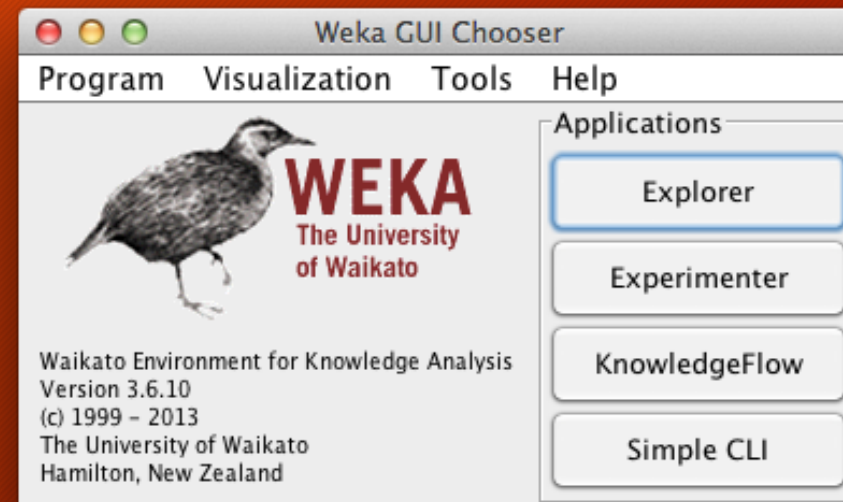 Weka GUI Chooser
Program Visualization Tools Help
WEKA
The University
of Waikato
Waikato Environment for Knowledge Analysis
Version 3.6.10
(c) 1999 – 2013
The University of Waikato
Hamilton, New Zealand
Applications
Explorer
Experimenter
KnowledgeFlow
Simple CLI